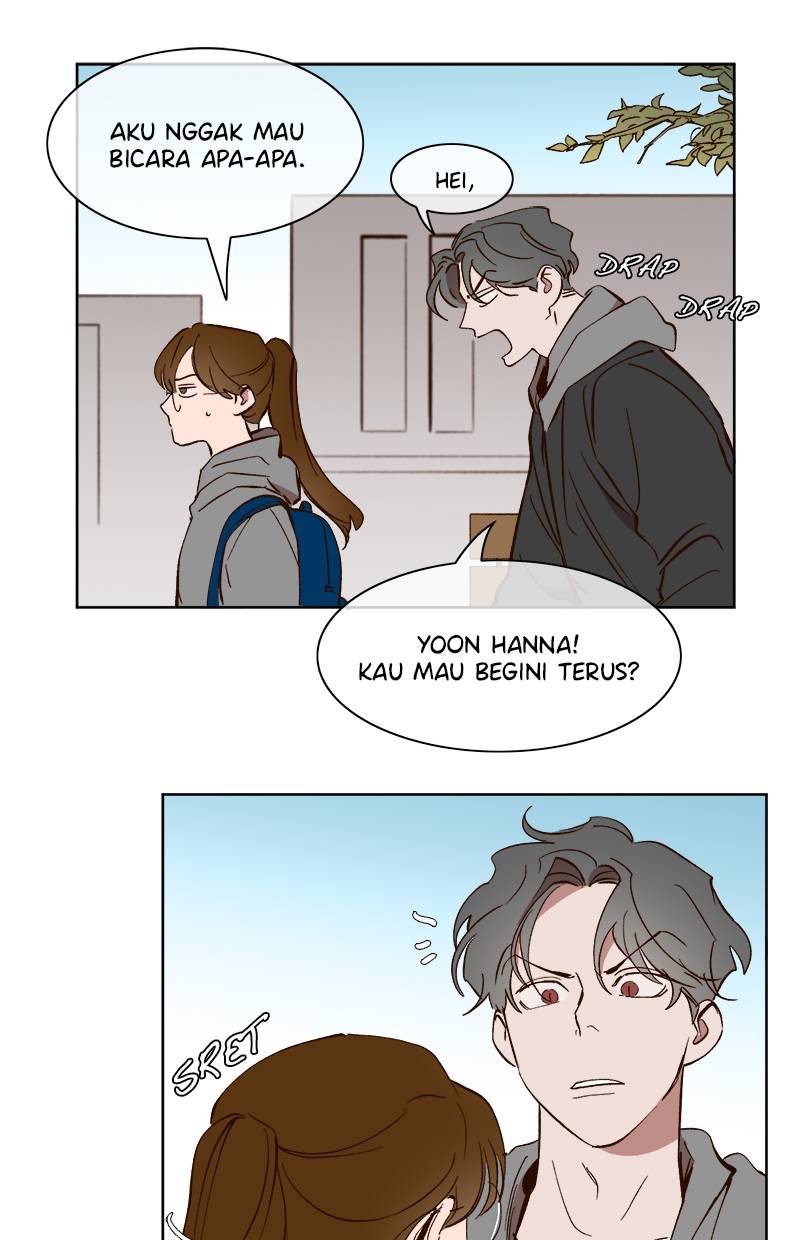 AKU NGGAK MAU
BICARA APA-APA.
HEI,
DRAP
DRAP
YOON HANNA!
KAU MAU BEGINI TERUS?
SRET